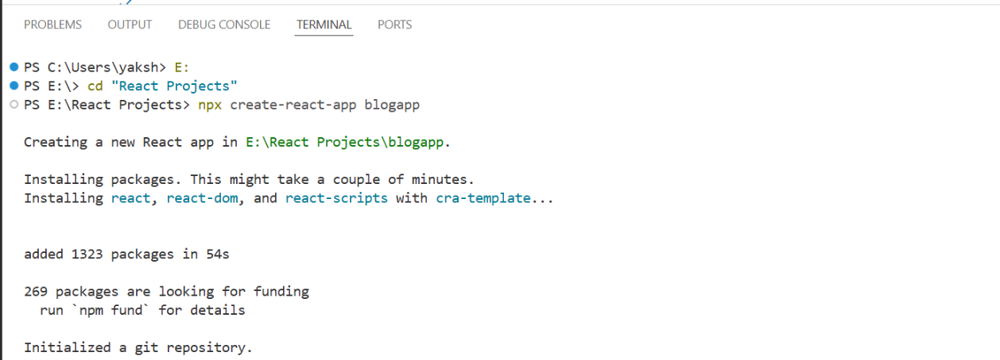 PROBLEMS OUTPUT DEBUG CONSOLE TERMINAL PORTS
PS C:\Users\yaksh> E:
PS E:\> cd "React Projects"
PS E:\React Projects> npx create-react-app blogapp
Creating a new React app in E:\React Projects\blogapp.
Installing packages. This might take a couple of minutes.
Installing react, react-dom, and react-scripts with cra-template...
added 1323 packages in 54s
269 packages are looking for funding
run `npm fund` for details
Initialized a git repository.